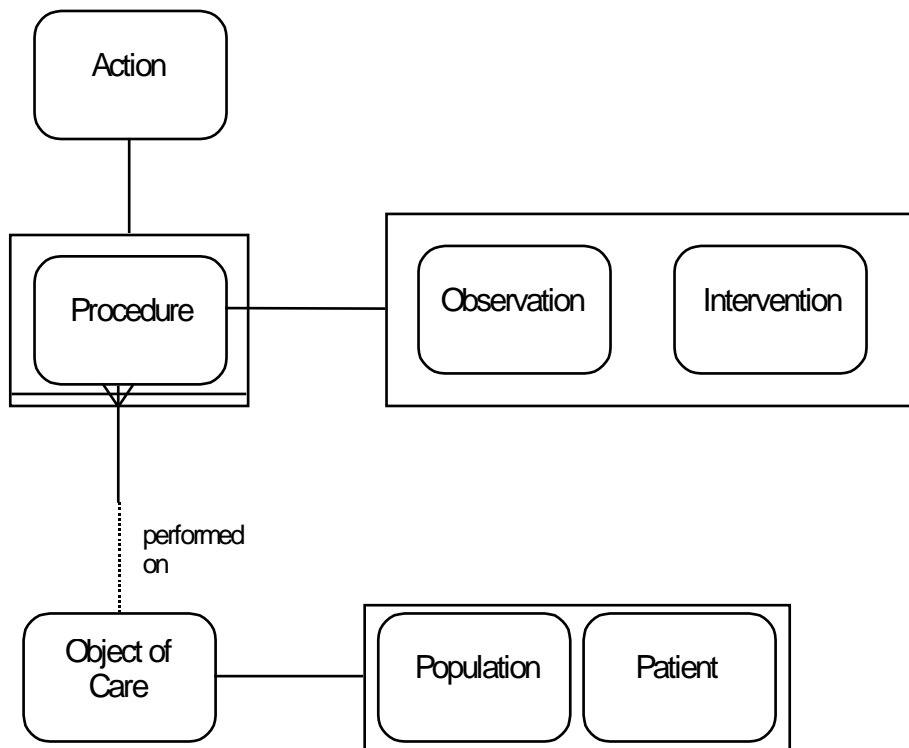 Action
Procedure
Observation
Intervention
performed
on
Object of
Care
Population
Patient